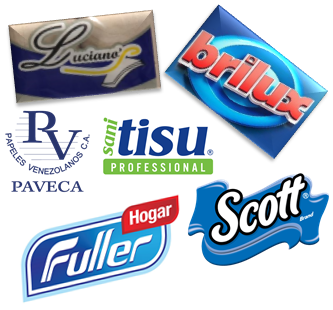 Luciano's
brilux
RV
PAPELES VENEZOLANOS C.A.
PAVECA
sani
tisu®
PROFESSIONAL
Hogar
Fuller
Scott®
Brand